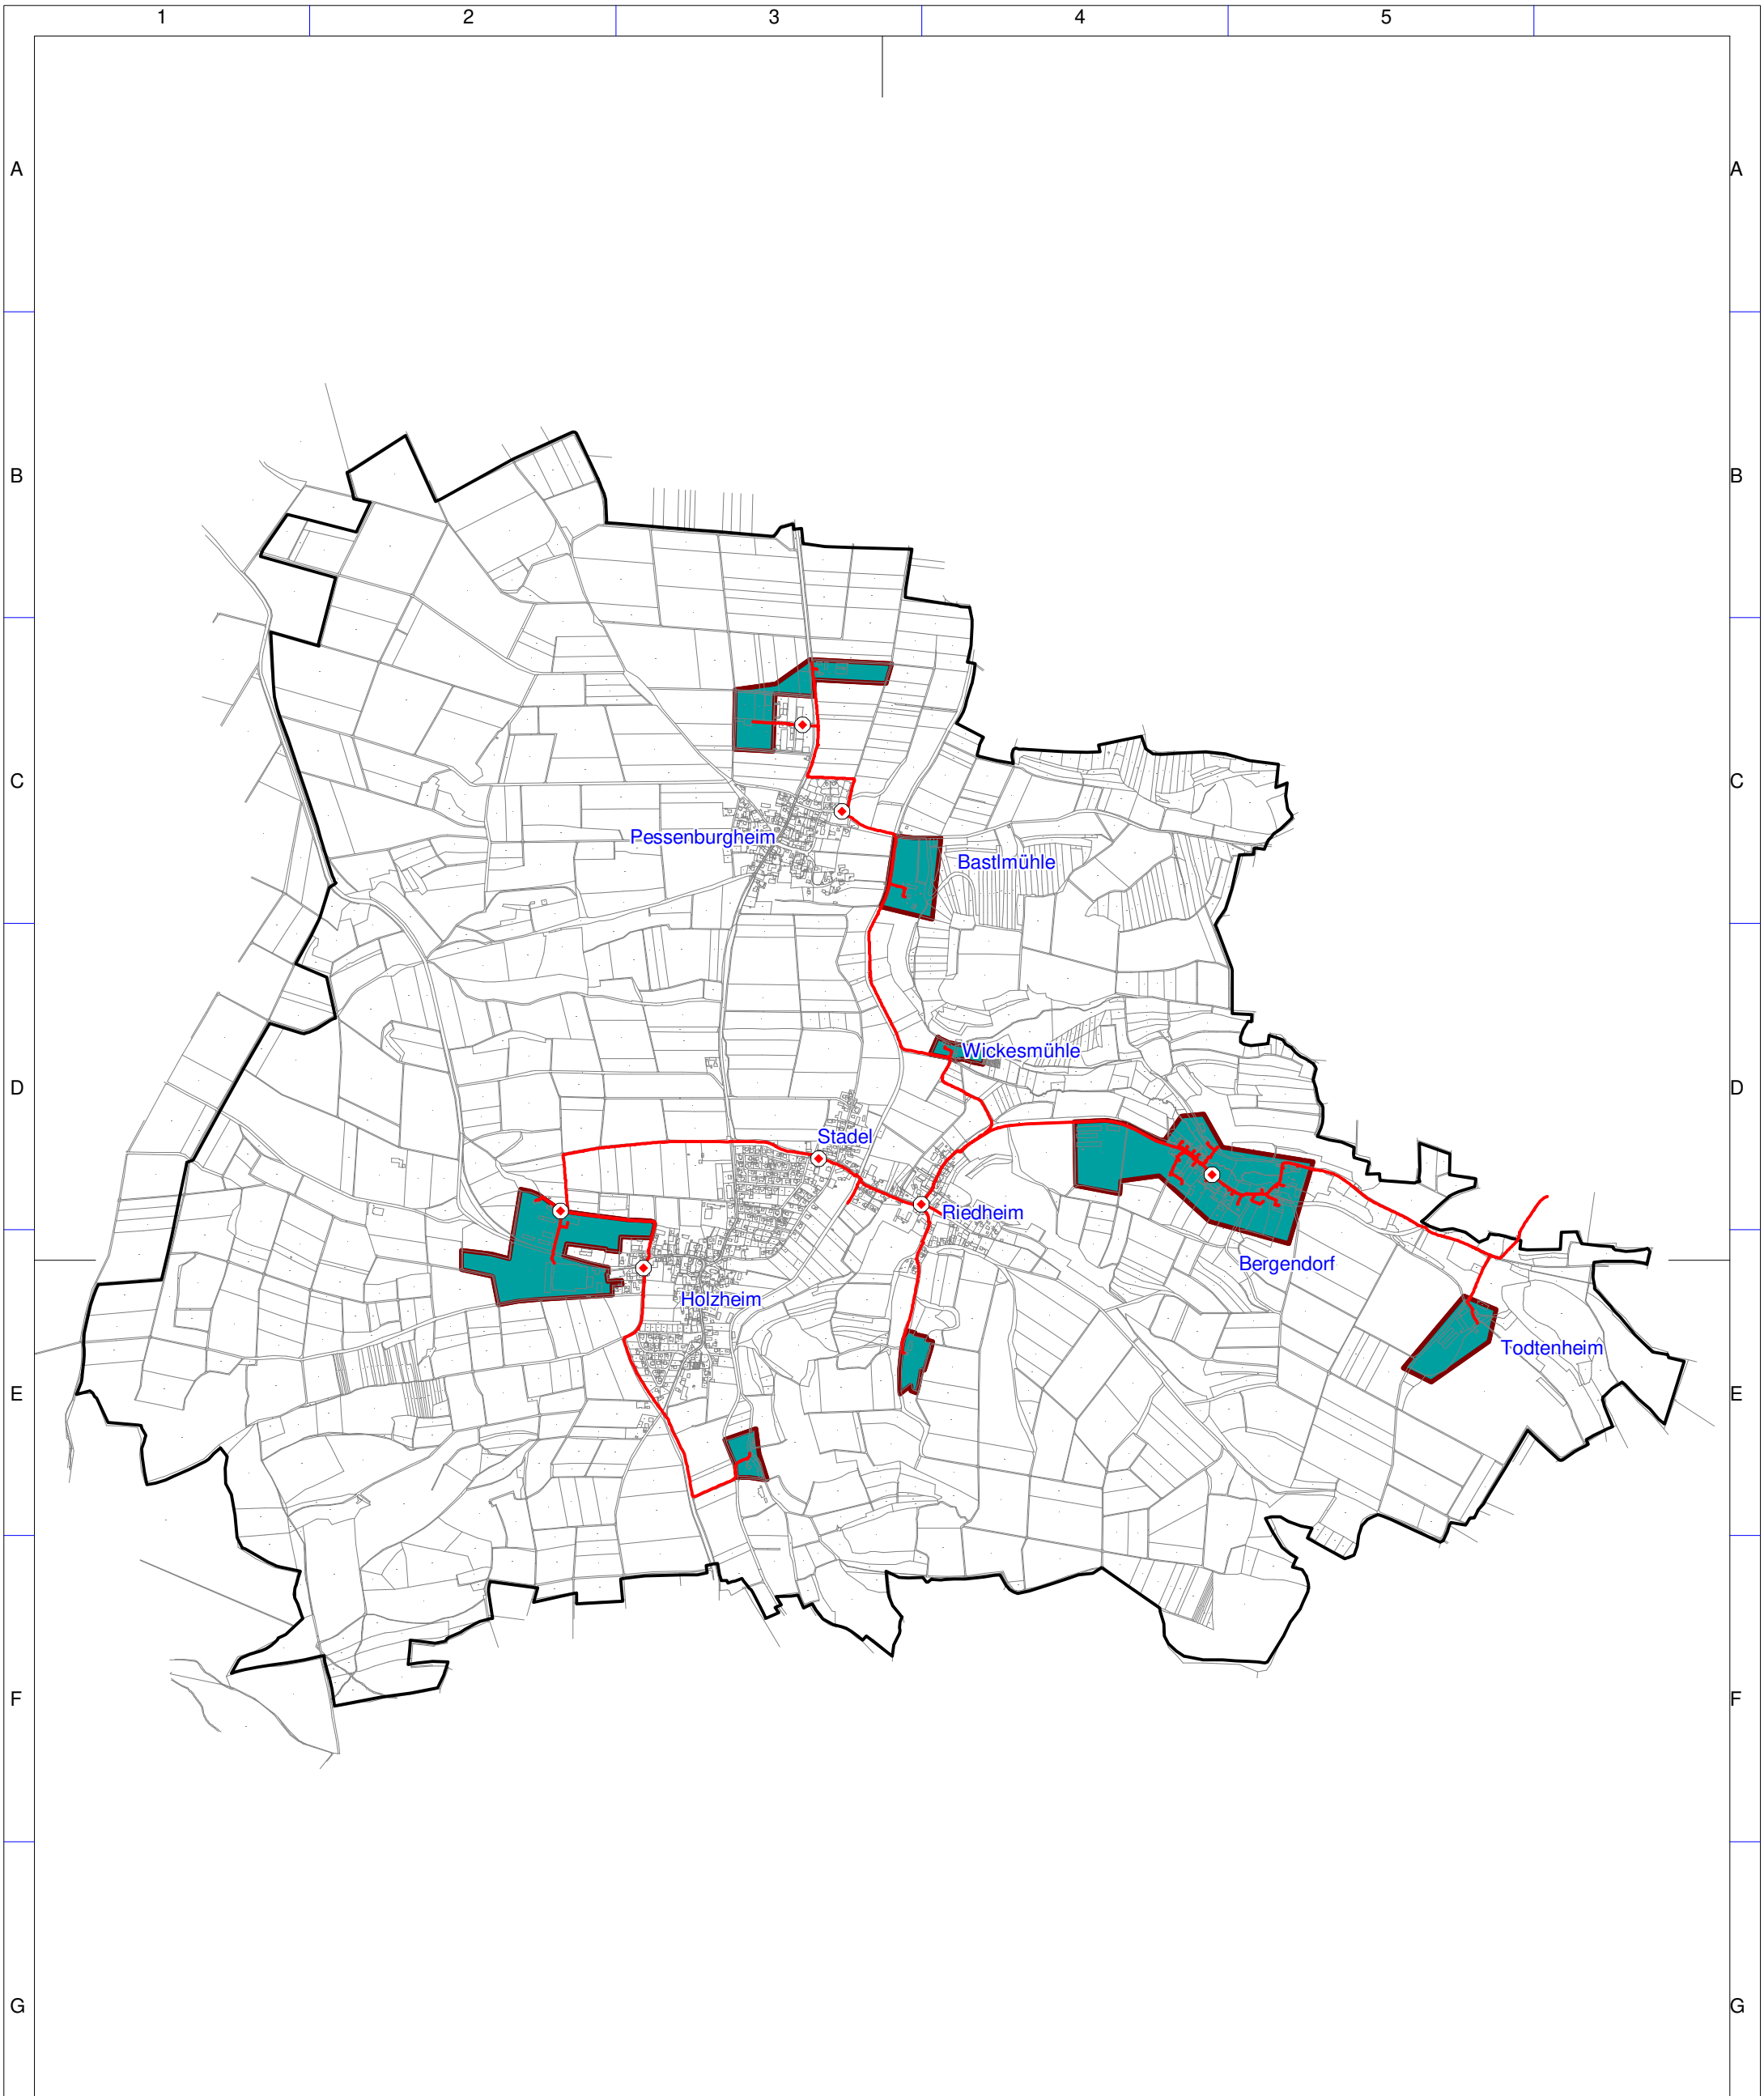 1 2 3 4 5
A A
B B
C C
Pessenburgheim
Bastlmühle
Wickesmühle
D D
Stadel
Riedheim
Bergendorf
Holzheim
Todtenheim
E E
F F
G G